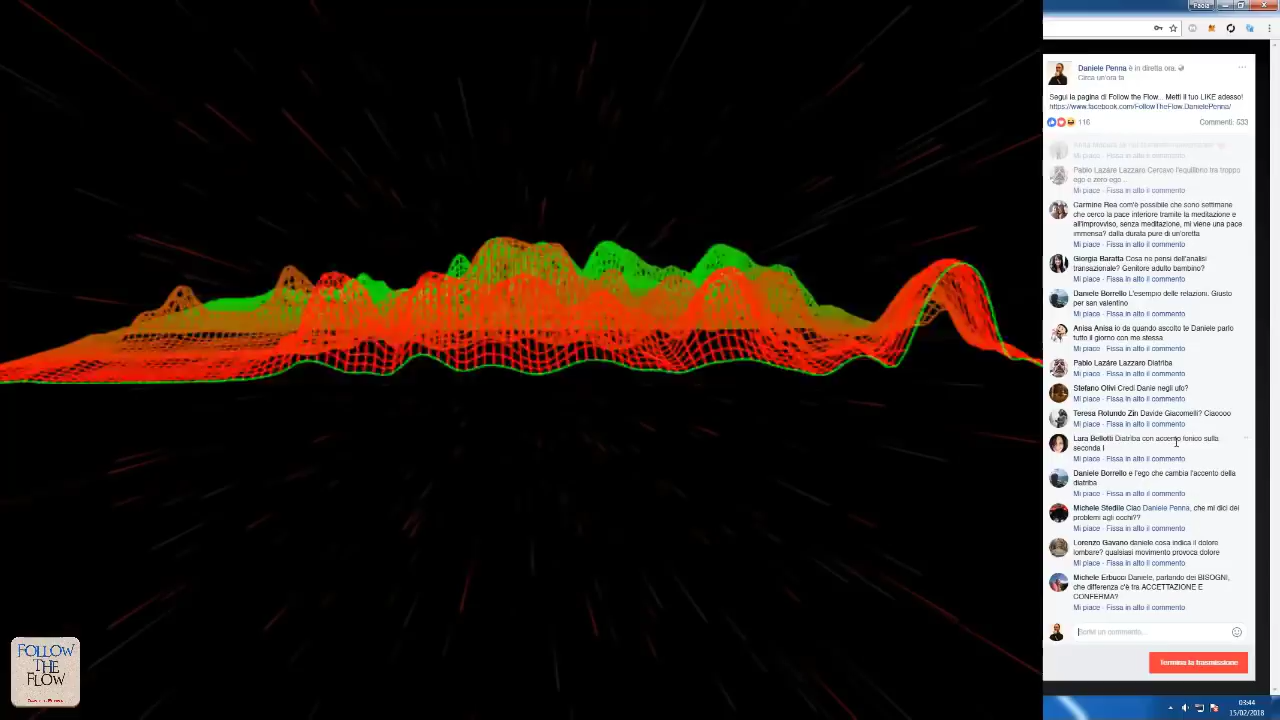 Paola
Daniele Penna è in diretta ora.
Circa un'ora fa
Segui la pagina di Follow the Flow... Metti il tuo LIKE adesso!
https://www.facebook.com/FollowTheFlow.DanielePenna/
116
Commenti: 533
Mi piace · Fissa in alto il commento
Pablo Lazáre Lazzaro Cercavo l'equilibrio tra troppo
ego e zero ego...
Mi piace · Fissa in alto il commento
Carmine Rea com'è possibile che sono settimane
che cerco la pace interiore tramite la meditazione e
all'improvviso, senza meditazione, mi viene una pace
immensa? dalla durata pure di un'oretta
Mi piace · Fissa in alto il commento
Giorgia Baratta Cosa ne pensi dell'analisi
transazionale? Genitore adulto bambino?
Mi piace · Fissa in alto il commento
Daniele Borrello L'esempio delle relazioni. Giusto
per san valentino
Mi piace · Fissa in alto il commento
Anisa Anisa io da quando ascolto te Daniele parlo
tutto il giorno con me stessa
Mi piace · Fissa in alto il commento
Pablo Lazáre Lazzaro Diatriba
Mi piace · Fissa in alto il commento
Stefano Olivi Credi Danie negli ufo?
Mi piace · Fissa in alto il commento
Teresa Rotundo Zin Davide Giacomelli? Ciaoooo
Mi piace · Fissa in alto il commento
Lara Bellotti Diatriba con accento tonico sulla
seconda I
Mi piace · Fissa in alto il commento
Daniele Borrello e l'ego che cambia l'accento della
diatriba
Mi piace · Fissa in alto il commento
Michele Stedile Ciao Daniele Penna, che mi dici dei
problemi agli occhi??
Mi piace · Fissa in alto il commento
Lorenzo Gavano daniele cosa indica il dolore
lombare? qualsiasi movimento provoca dolore
Mi piace · Fissa in alto il commento
Michele Erbucci Daniele, parlando dei BISOGNI,
che differenza c'è tra ACCETTAZIONE E
CONFERMA?
Mi piace · Fissa in alto il commento
Scrivi un commento...
Termina la trasmissione
FOLLOW
THE
FLOW
03:44
15/02/2018